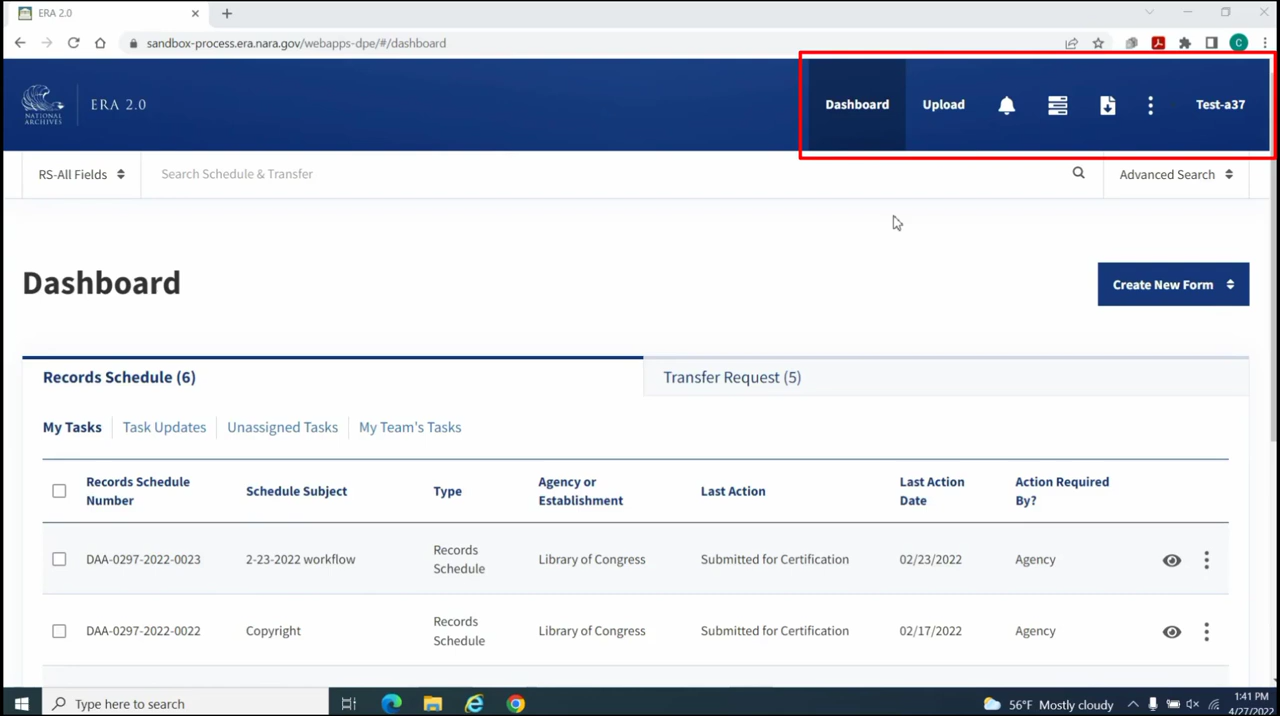 ERA 2.0
sandbox-process.era.nara.gov/webapps-dpe/#/dashboard
C
NATIONAL
ARCHIVES
ERA 2.0
Dashboard
Upload
Test-a37
RS-All Fields
Search Schedule & Transfer
Advanced Search
Dashboard
Create New Form
Records Schedule (6)
Transfer Request (5)
My Tasks
Task Updates
Unassigned Tasks
My Team's Tasks
Records Schedule
Number
Schedule Subject
Type
Agency or
Establishment
Last Action
Last Action
Date
Action Required
By?
DAA-0297-2022-0023
2-23-2022 workflow
Records
Schedule
Library of Congress
Submitted for Certification
02/23/2022
Agency
DAA-0297-2022-0022
Copyright
Records
Schedule
Library of Congress
Submitted for Certification
02/17/2022
Agency
Type here to search
56°F Mostly cloudy
1:41 PM
4/27/2022